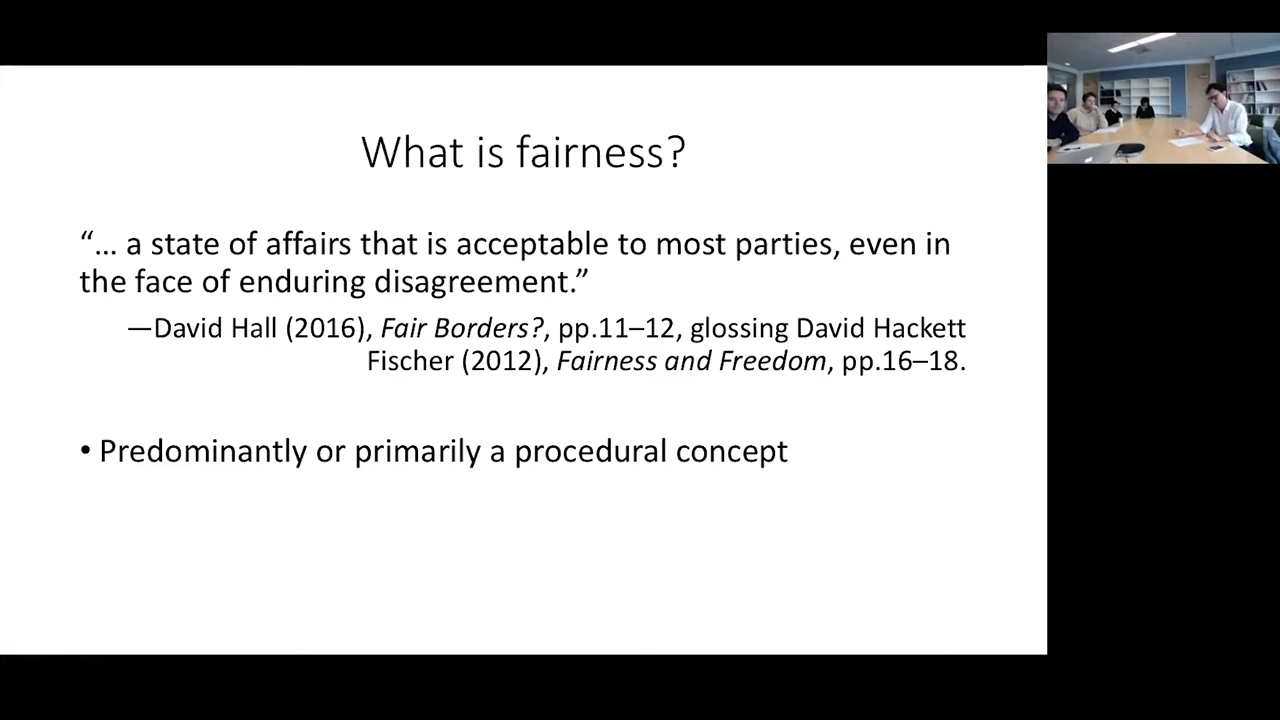 What is fairness?
“… a state of affairs that is acceptable to most parties, even in
the face of enduring disagreement.”
—David Hall (2016), Fair Borders?, pp.11–12, glossing David Hackett
Fischer (2012), Fairness and Freedom, pp.16–18.
• Predominantly or primarily a procedural concept